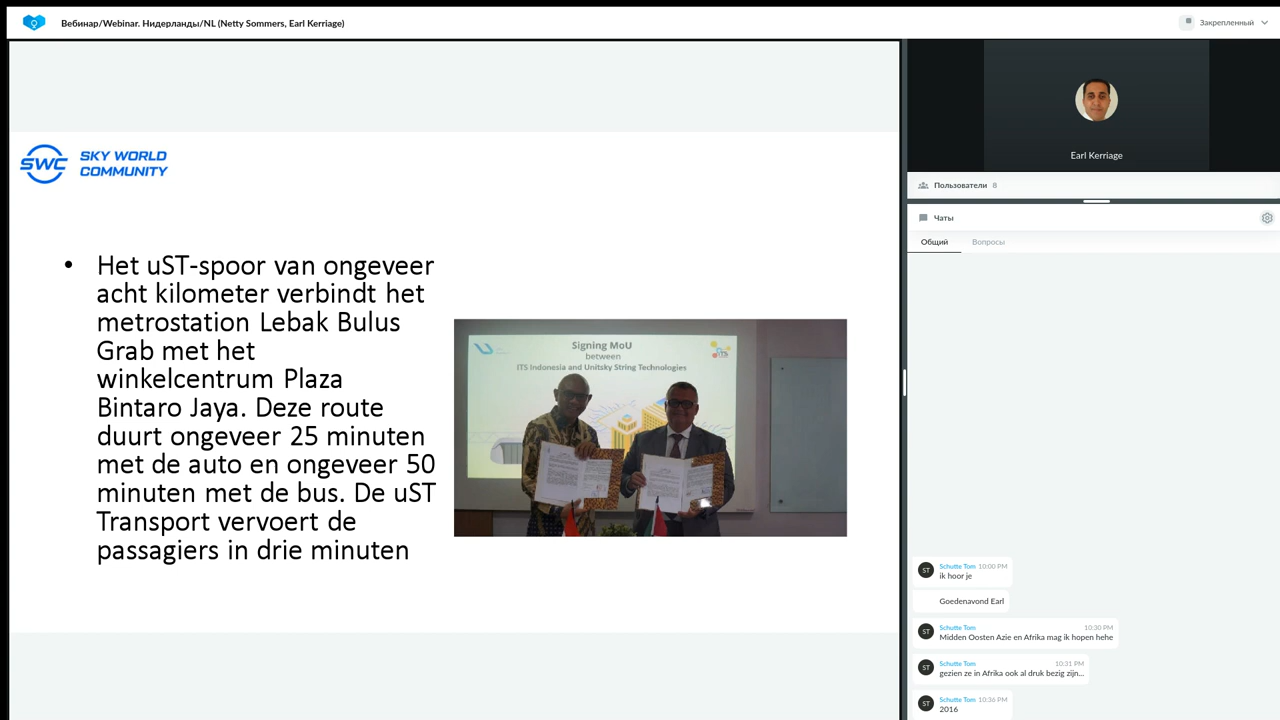 Вебинар/Webinar. Нидерланды/NL (Netty Sommers, Earl Kerriage)
Закрепленный
SWC
SKY WORLD
COMMUNITY
• Het uST-spoor van ongeveer
acht kilometer verbindt het
metrostation Lebak Bulus
Grab met het
winkelcentrum Plaza
Bintaro Jaya. Deze route
duurt ongeveer 25 minuten
met de auto en ongeveer 50
minuten met de bus. De uST
Transport vervoert de
passagiers in drie minuten
Signing MoU
between
ITS Indonesia and Unitsky String Technologies
ITS
Earl Kerriage
Пользователи 8
Чаты
Общий Вопросы
ST Schutte Tom 10:00 PM
ik hoor je
Goedenavond Earl
ST Schutte Tom 10:30 PM
Midden Oosten Azie en Afrika mag ik hopen hehe
ST Schutte Tom 10:31 PM
gezien ze in Afrika ook al druk bezig zijn...
ST Schutte Tom 10:36 PM
2016